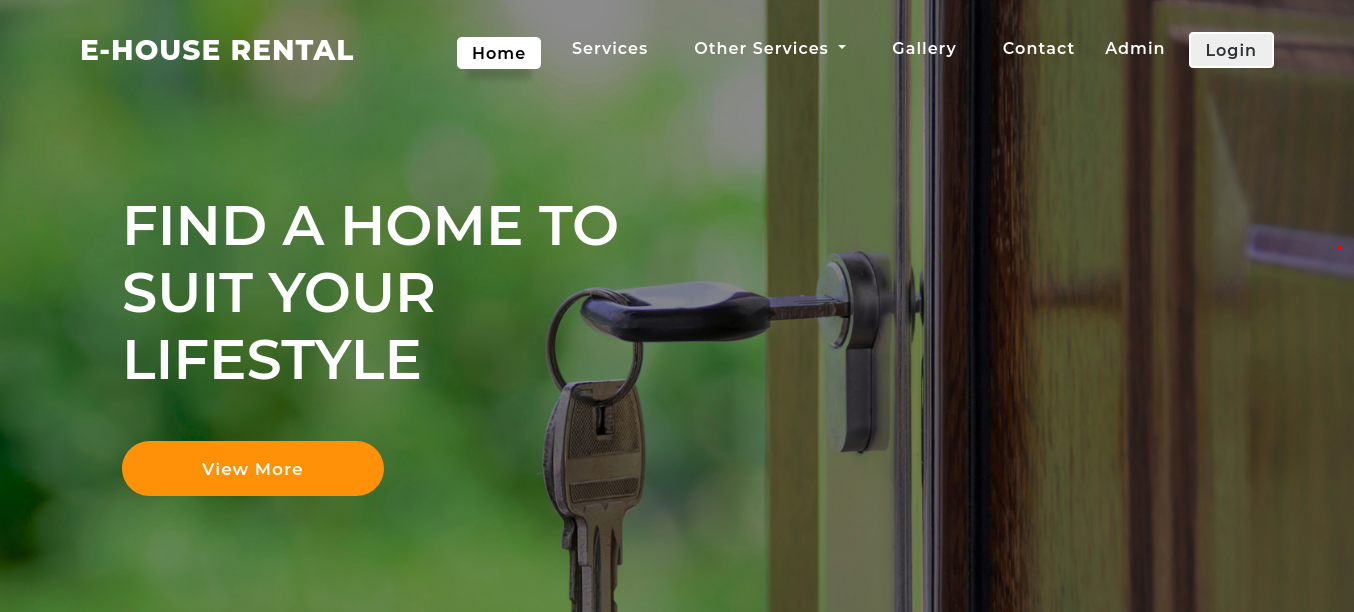 E-HOUSE RENTAL
Home Services Other Services Gallery Contact Admin Login
FIND A HOME TO
SUIT YOUR
LIFESTYLE
View More